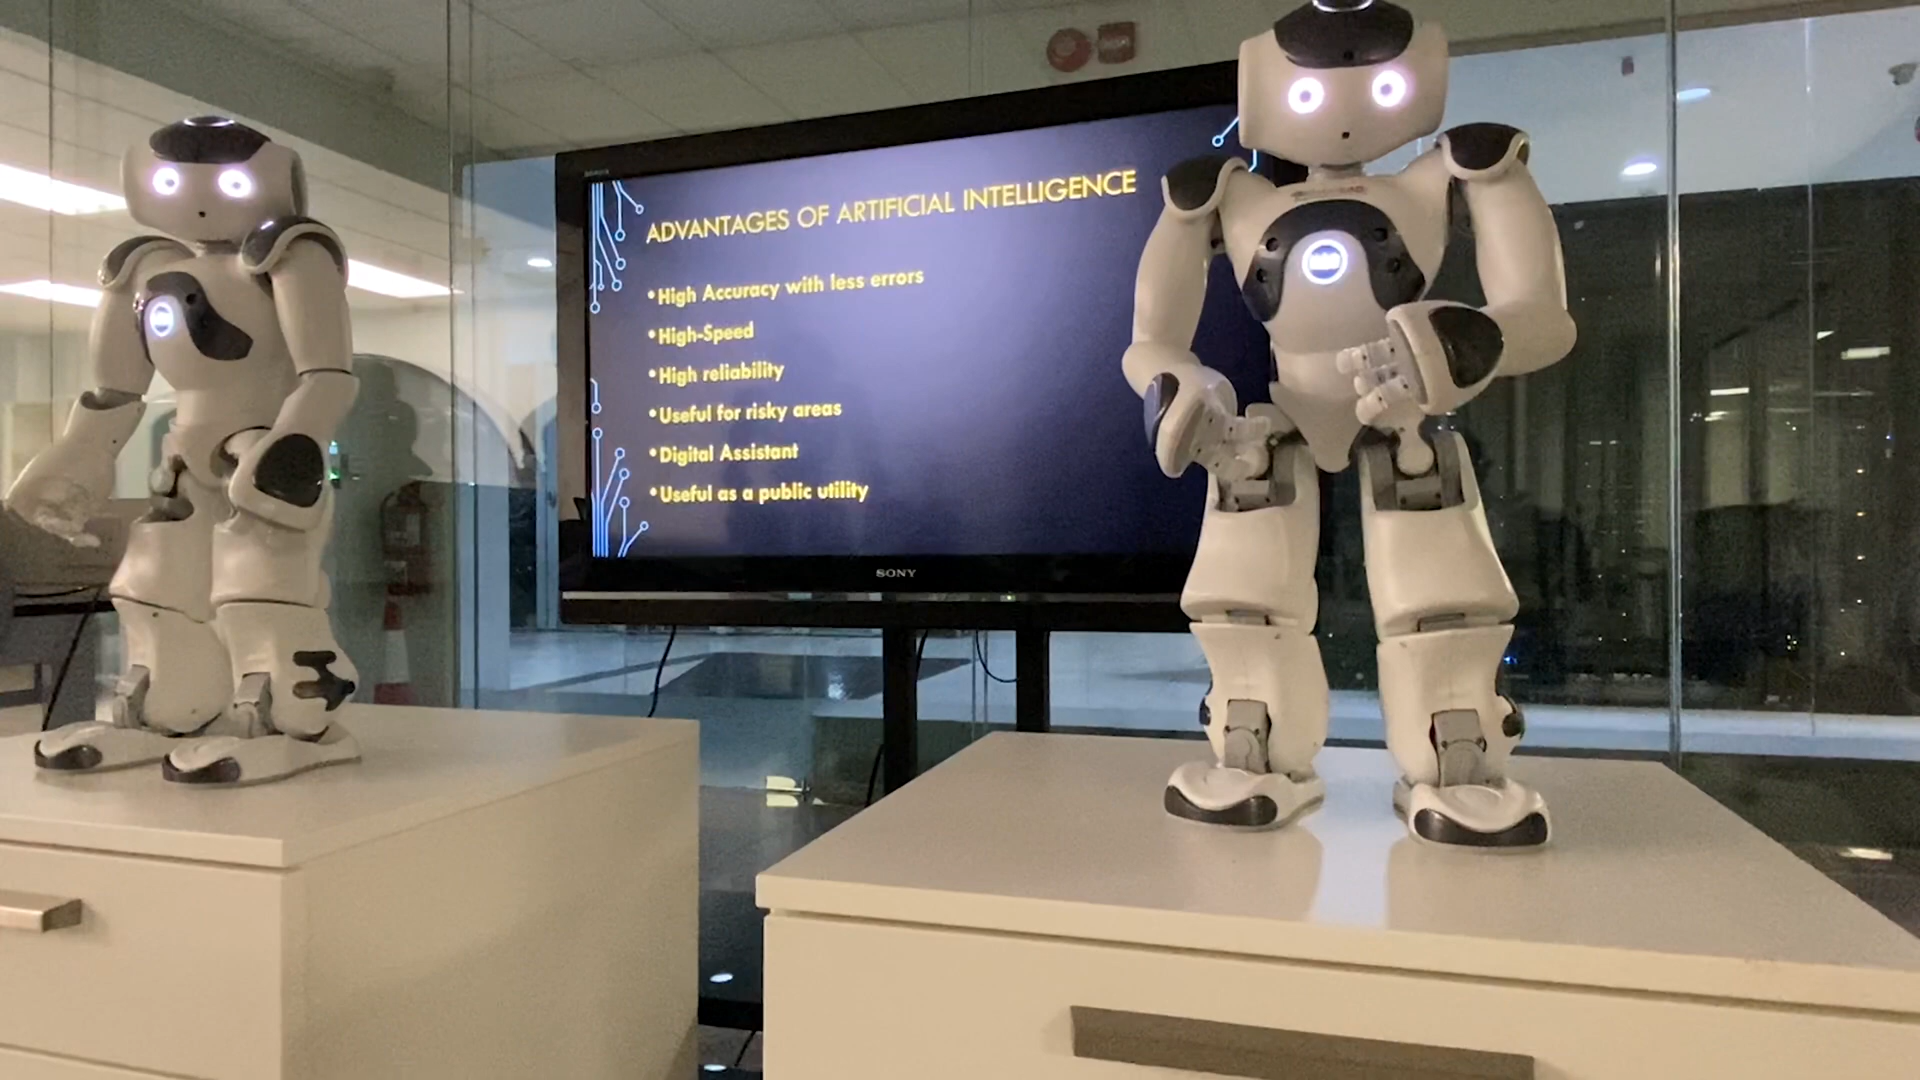 ADVANTAGES OF ARTIFICIAL INTELLIGENCE
•High Accuracy with less errors
•High-Speed
•High reliability
•Useful for risky areas
•Digital Assistant
•Useful as a public utility
SONY